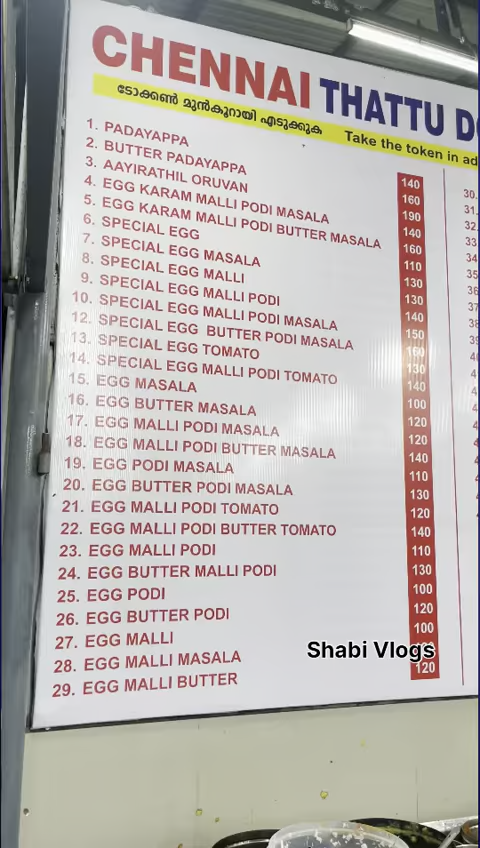 CHENNAI THATTU
ടോക്കൺ മുൻകൂറായി എടുക്കുക Take the token in
1. PADAYAPPA 140
2. BUTTER PADAYAPPA 160
3. AAYIRATHIL ORUVAN 190
4. EGG KARAM MALLI PODI MASALA 140
5. EGG KARAM MALLI PODI BUTTER MASALA 160
6. SPECIAL EGG 110
7. SPECIAL EGG MASALA 130
8. SPECIAL EGG MALLI 130
9. SPECIAL EGG MALLI PODI 140
10. SPECIAL EGG MALLI PODI MASALA 150
12. SPECIAL EGG BUTTER PODI MASALA 160
13. SPECIAL EGG TOMATO 130
14. SPECIAL EGG MALLI PODI TOMATO 140
15. EGG MASALA 100
16. EGG BUTTER MASALA 120
17. EGG MALLI PODI MASALA 120
18. EGG MALLI PODI BUTTER MASALA 140
19. EGG PODI MASALA 110
20. EGG BUTTER PODI MASALA 130
21. EGG MALLI PODI TOMATO 120
22. EGG MALLI PODI BUTTER TOMATO 140
23. EGG MALLI PODI 110
24. EGG BUTTER MALLI PODI 130
25. EGG PODI 100
26. EGG BUTTER PODI 120
27. EGG MALLI 100
28. EGG MALLI MASALA
29. EGG MALLI BUTTER 120
30.
31.
32.
33.
34
35
36
37
38
39
Shabi Vlogs